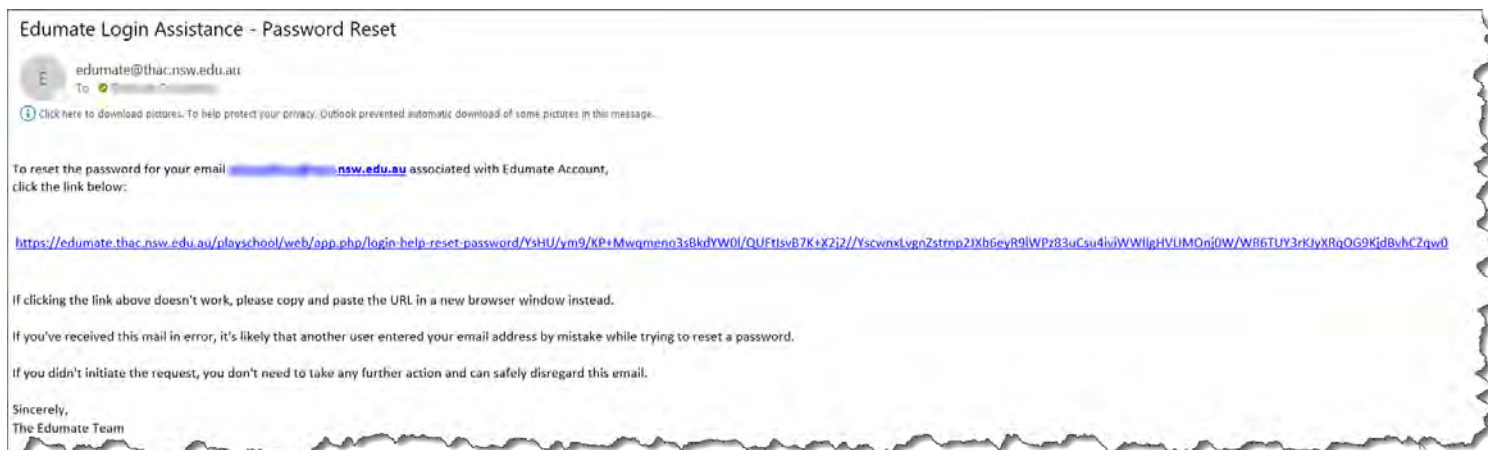 Edumate Login Assistance - Password Reset
E
edumate@thac.nsw.edu.au
To
Click here to download pictures. To help protect your privacy, Outlook prevented automatic download of some pictures in this message.
To reset the password for your email nsw.edu.au associated with Edumate Account,
click the link below:
https://edumate.thac.nsw.edu.au/playschool/web/app.php/login-help-reset-password/YsHU/ym9/KP+Mwqmeno3sBkdYW0l/QUFtIsvB7K+X2j2//YscwnxLvgnZstmp2JXb6eyR9lWPz83uCsu4iviWWIIgHVUMOnj0W/WR6TUY3rKJyXRqOG9KjdBvhCZqw0
If clicking the link above doesn't work, please copy and paste the URL in a new browser window instead.
If you've received this mail in error, it's likely that another user entered your email address by mistake while trying to reset a password.
If you didn't initiate the request, you don't need to take any further action and can safely disregard this email.
Sincerely,
The Edumate Team